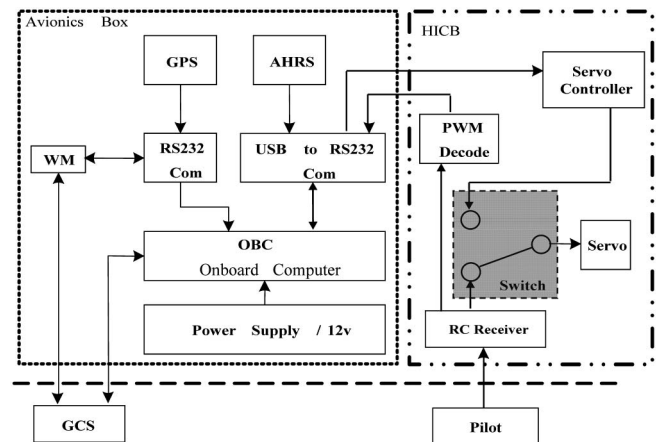 Avionics Box
HICB
GPS
AHRS
Servo
Controller
WM
RS232
Com
USB to RS232
Com
PWM
Decode
OBC
Onboard Computer
Servo
Switch
Power Supply / 12v
RC Receiver
GCS
Pilot